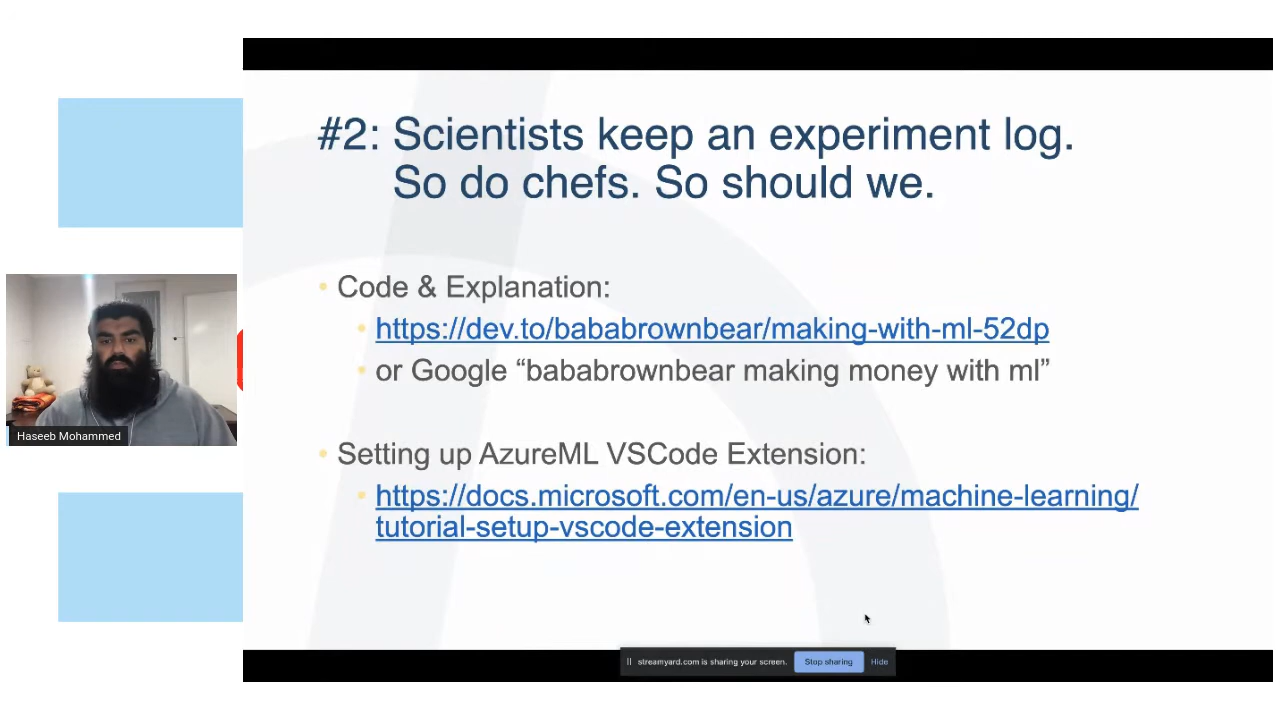 #2: Scientists keep an experiment log.
So do chefs. So should we.
• Code & Explanation:
• https://dev.to/bababrownbear/making-with-ml-52dp
• or Google “bababrownbear making money with ml”
• Setting up AzureML VSCode Extension:
• https://docs.microsoft.com/en-us/azure/machine-learning/
tutorial-setup-vscode-extension
Haseeb Mohammed
streamyard.com is sharing your screen. Stop sharing Hide